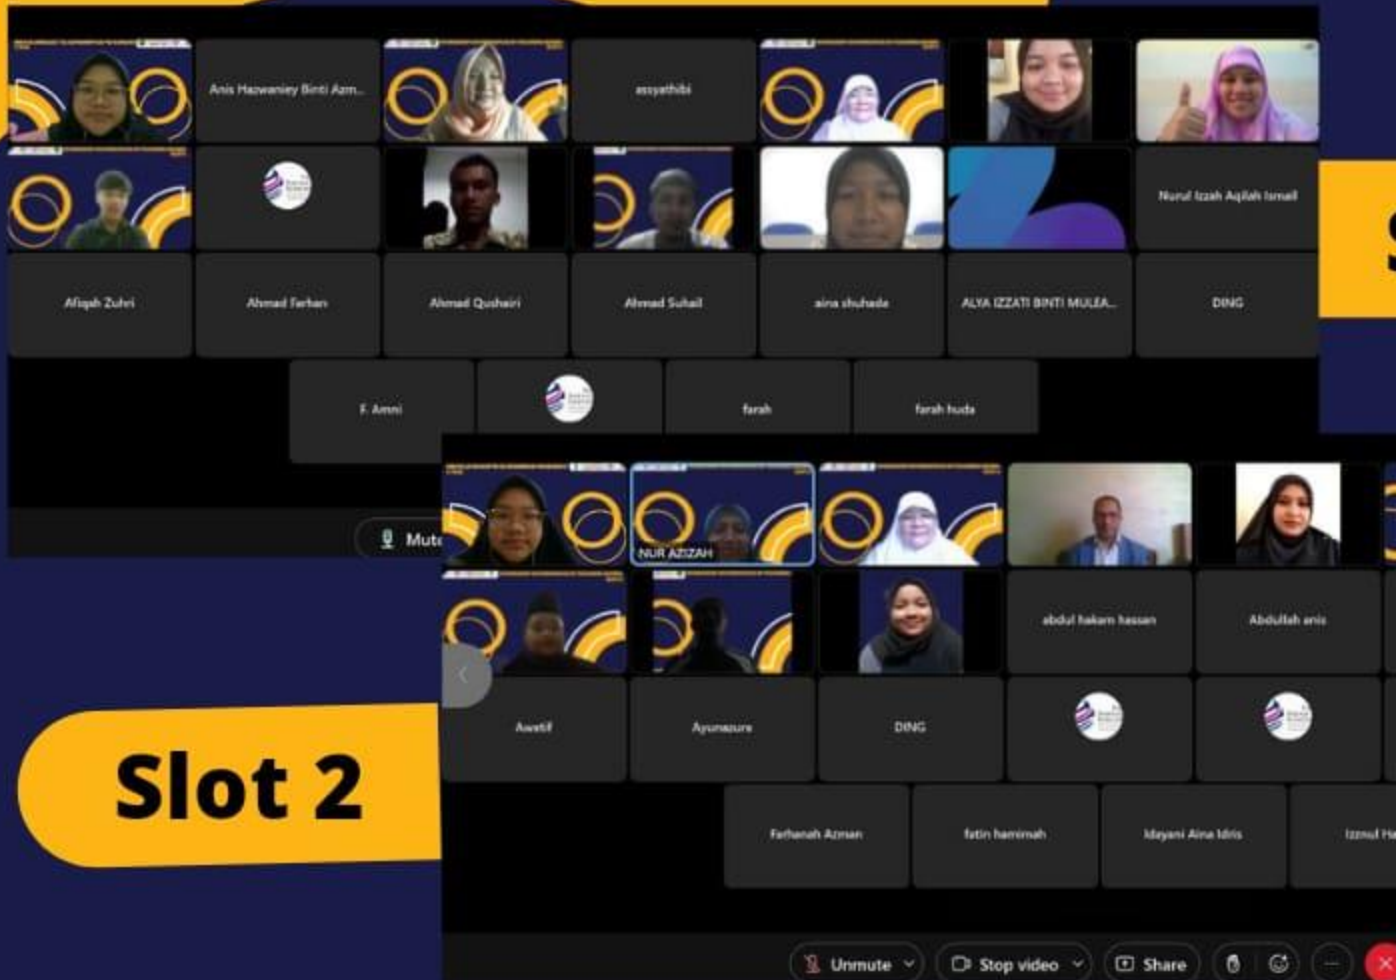 Anis Hazwaniey Binti Azm...
assyathibi
Nurul Izzah Aqilah Ismail
Afiqah Zuhri
Ahmad Farhan
Ahmad Qushairi
Ahmad Suhail
aina shuhada
ALYA IZZATI BINTI MULEA...
DING
F. Amni
farah
farah huda
Mute
NUR AZIZAH
abdul hakam hassan
Abdullah anis
Awatif
Ayunazura
DING
Slot 2
Farhanah Azman
fatin hamimah
Idayani Aina Idris
Izznul Ha
Unmute
Stop video
Share